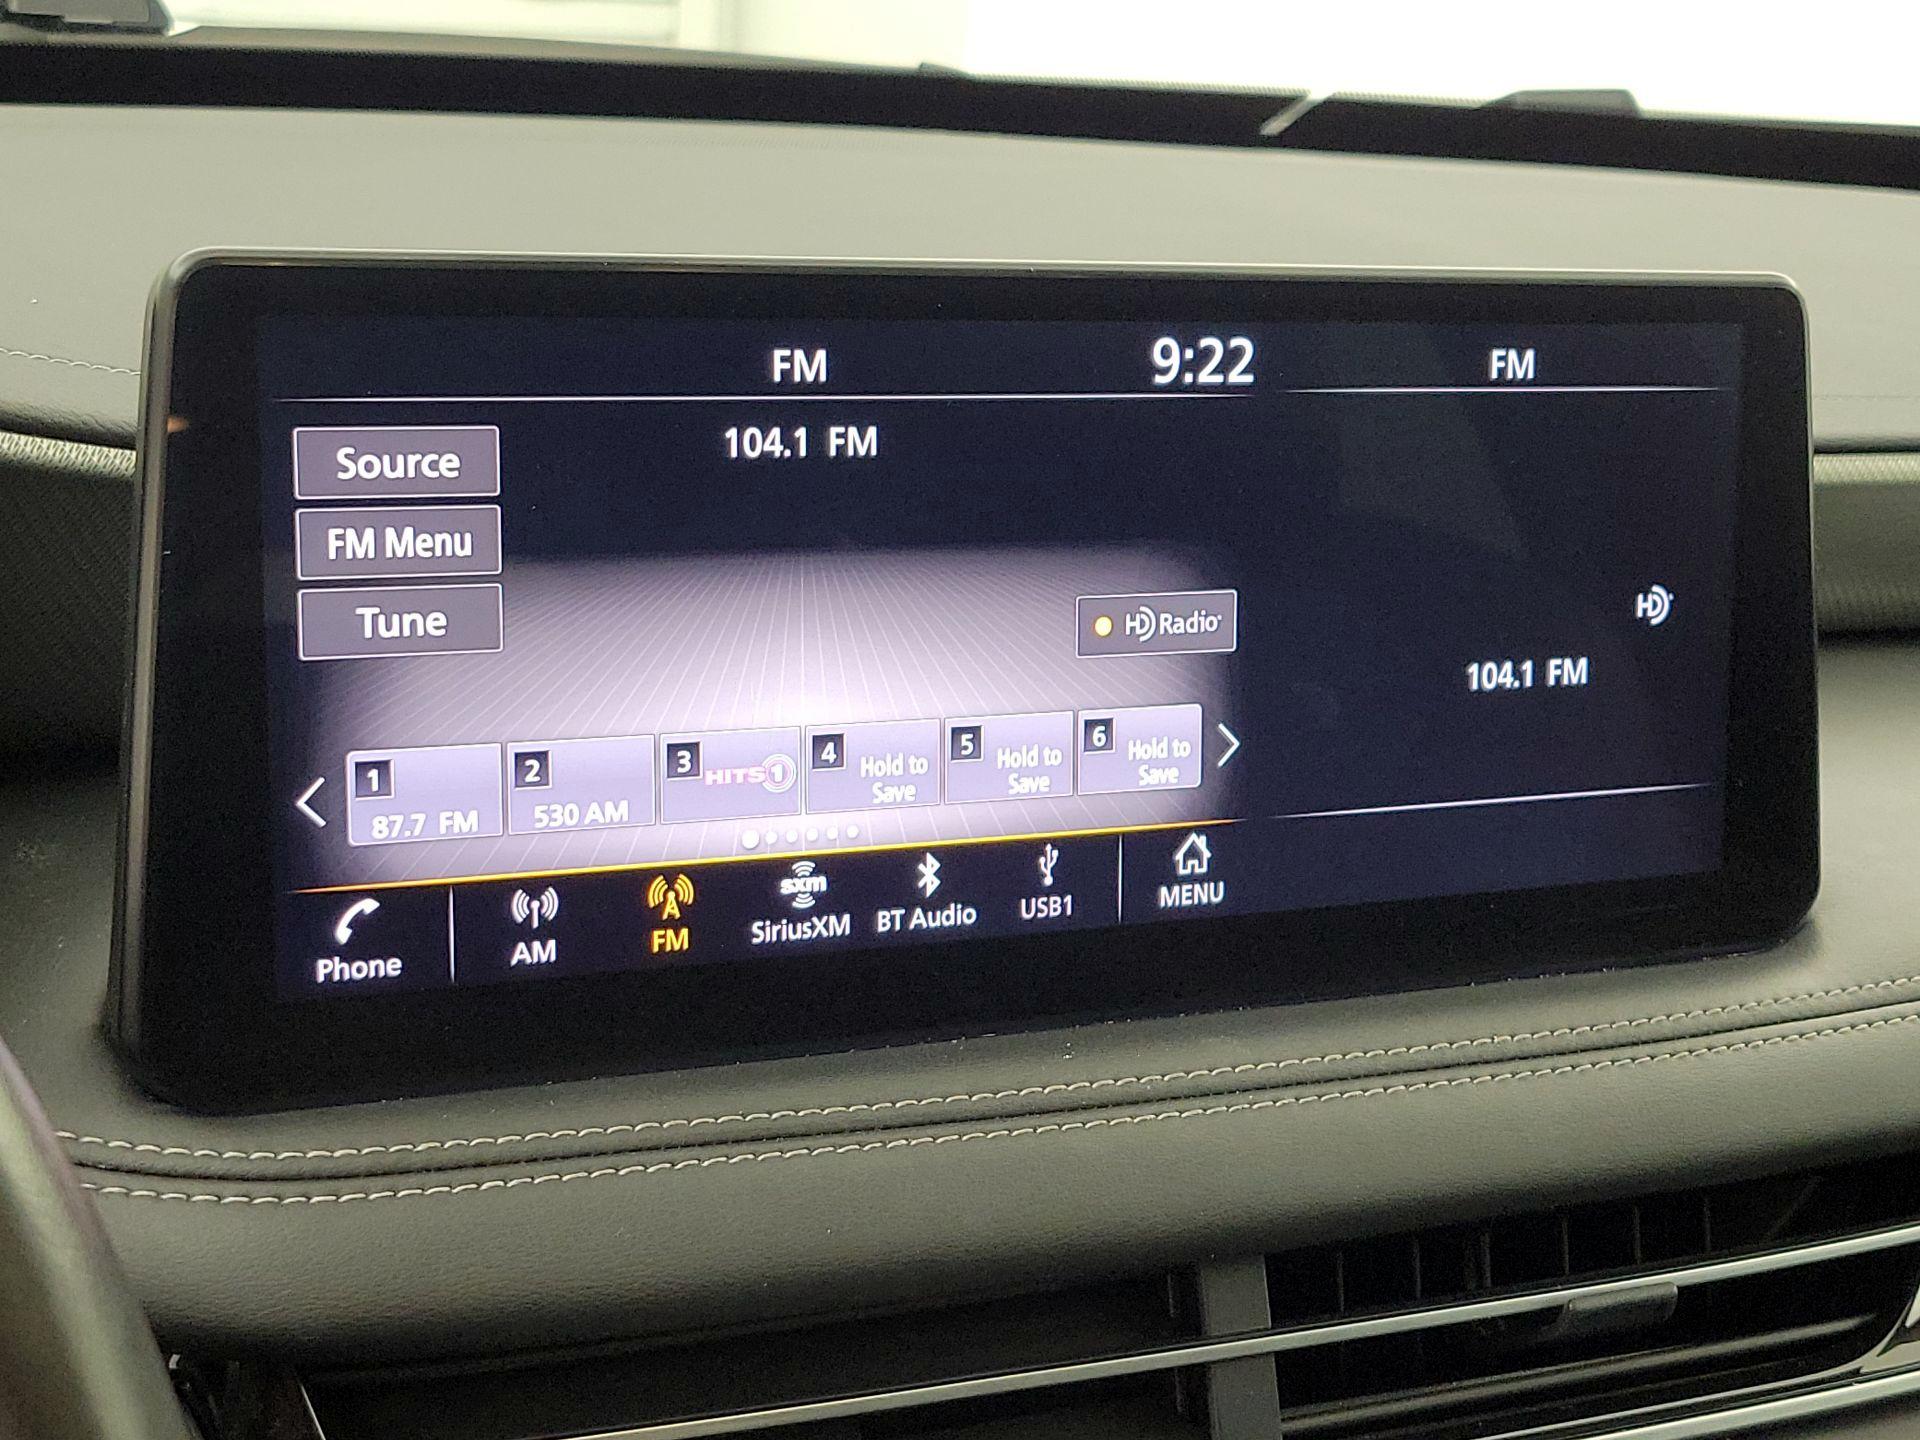 FM
9:22
FM
Source
104.1 FM
FM Menu
Tune
HD Radio
HD
104.1 FM
1
87.7 FM
2
530 AM
3
HITS 1
4
Hold to
Save
5
Hold to
Save
6
Hold to
Save
Phone
AM
FM
sxm
SiriusXM
BT Audio
USB1
MENU